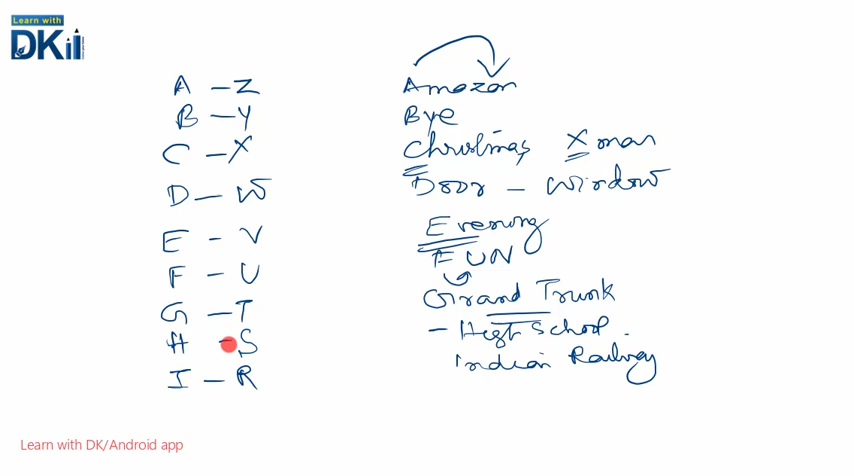 Learn with
DK
A - Z Amazon
B - Y Bye
C - X Christmas Xmas
D - W Door - Window
E - V Evening
F - U FUN
G - T Grand Trunk
H - S - High School
I - R Indian Railway
Learn with DK/Android app